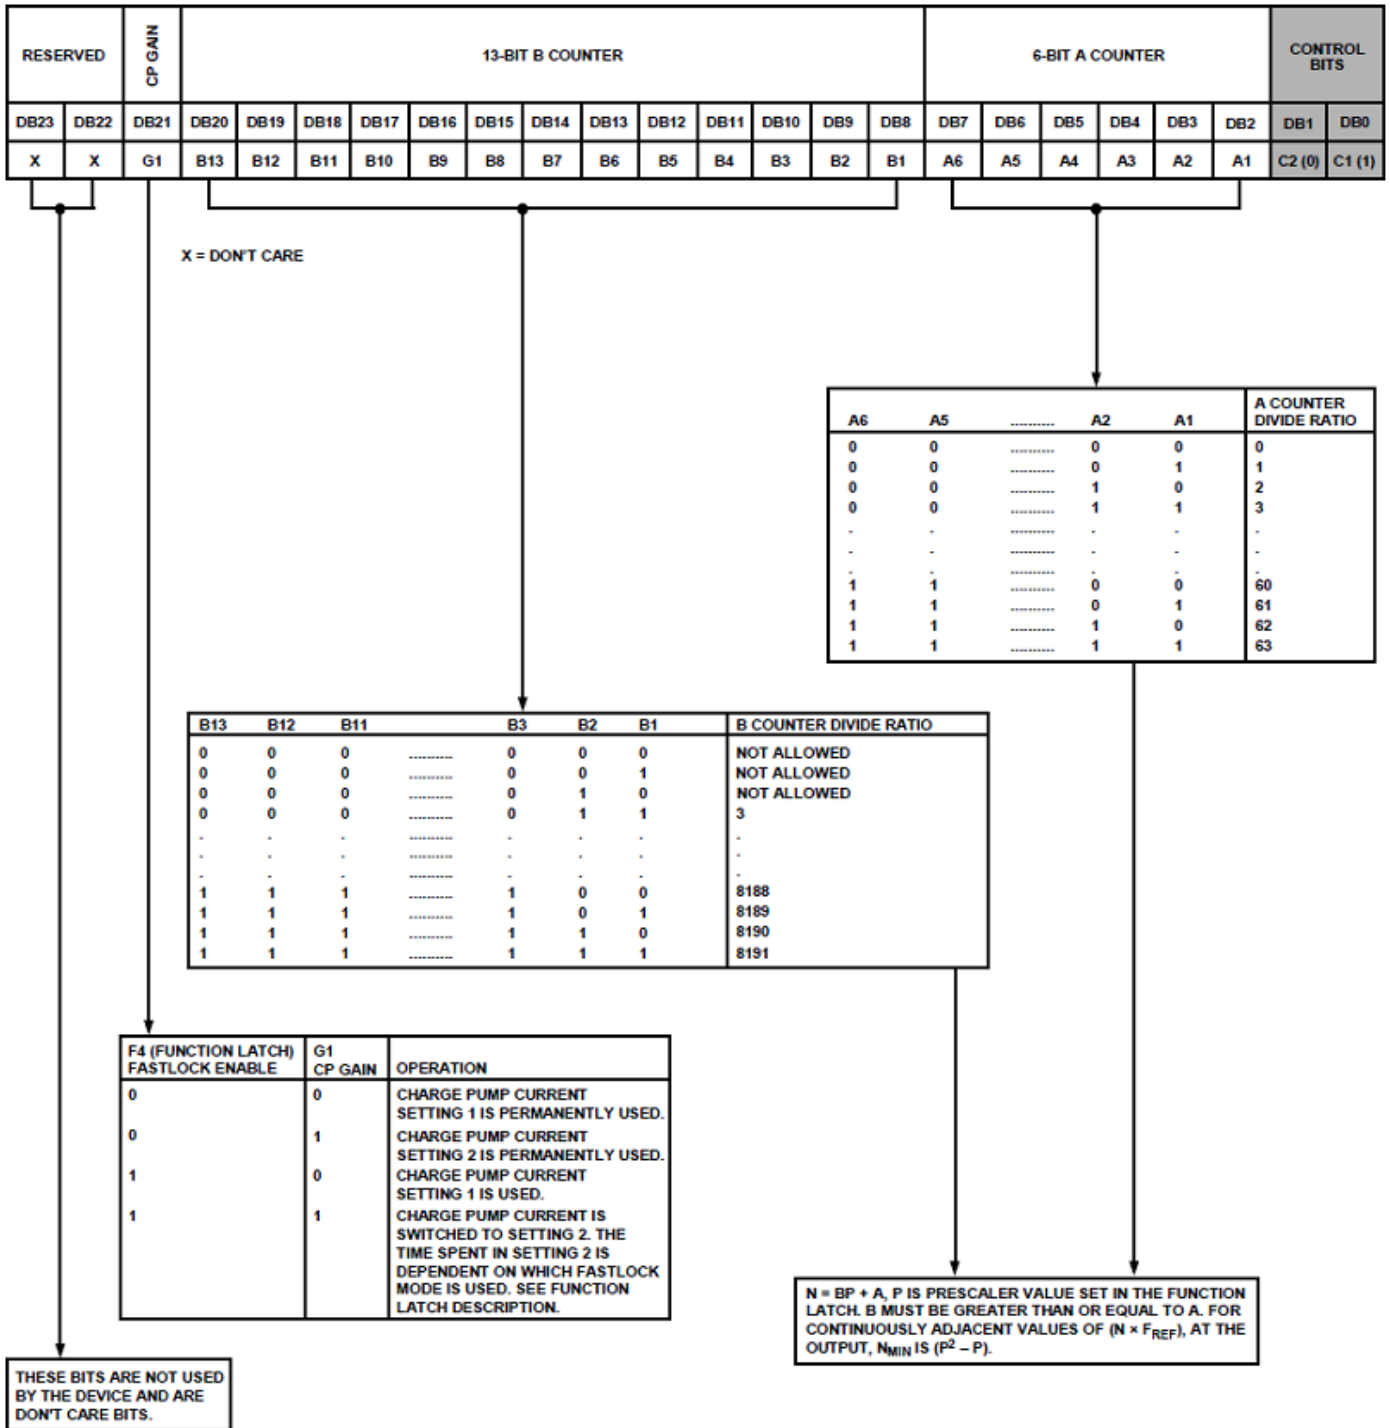 RESERVED CP GAIN 13-BIT B COUNTER 6-BIT A COUNTER CONTROL
BITS
DB23 DB22 DB21 DB20 DB19 DB18 DB17 DB16 DB15 DB14 DB13 DB12 DB11 DB10 DB9 DB8 DB7 DB6 DB5 DB4 DB3 DB2 DB1 DB0
X X G1 B13 B12 B11 B10 B9 B8 B7 B6 B5 B4 B3 B2 B1 A6 A5 A4 A3 A2 A1 C2 (0) C1 (1)
X = DON'T CARE
A6 A5 .......... A2 A1 A COUNTER
DIVIDE RATIO
0 0 .......... 0 0 0
0 0 .......... 0 1 1
0 0 .......... 1 0 2
0 0 .......... 1 1 3
. . .......... . . .
. . .......... . . .
. . .......... . . .
1 1 .......... 0 0 60
1 1 .......... 0 1 61
1 1 .......... 1 0 62
1 1 .......... 1 1 63
B13 B12 B11 B3 B2 B1 B COUNTER DIVIDE RATIO
0 0 0 .......... 0 0 0 NOT ALLOWED
0 0 0 .......... 0 0 1 NOT ALLOWED
0 0 0 .......... 0 1 0 NOT ALLOWED
0 0 0 .......... 0 1 1 3
. . . .......... . . . .
. . . .......... . . . .
. . . .......... . . . .
1 1 1 .......... 1 0 0 8188
1 1 1 .......... 1 0 1 8189
1 1 1 .......... 1 1 0 8190
1 1 1 .......... 1 1 1 8191
F4 (FUNCTION LATCH)
FASTLOCK ENABLE
G1
CP GAIN
OPERATION
0 0 CHARGE PUMP CURRENT
SETTING 1 IS PERMANENTLY USED.
0 1 CHARGE PUMP CURRENT
SETTING 2 IS PERMANENTLY USED.
1 0 CHARGE PUMP CURRENT
SETTING 1 IS USED.
1 1 CHARGE PUMP CURRENT IS
SWITCHED TO SETTING 2. THE
TIME SPENT IN SETTING 2 IS
DEPENDENT ON WHICH FASTLOCK
MODE IS USED. SEE FUNCTION
LATCH DESCRIPTION.
N = BP + A, P IS PRESCALER VALUE SET IN THE FUNCTION
LATCH. B MUST BE GREATER THAN OR EQUAL TO A. FOR
CONTINUOUSLY ADJACENT VALUES OF (N × FREF), AT THE
OUTPUT, NMIN IS (P² – P).
THESE BITS ARE NOT USED
BY THE DEVICE AND ARE
DON'T CARE BITS.